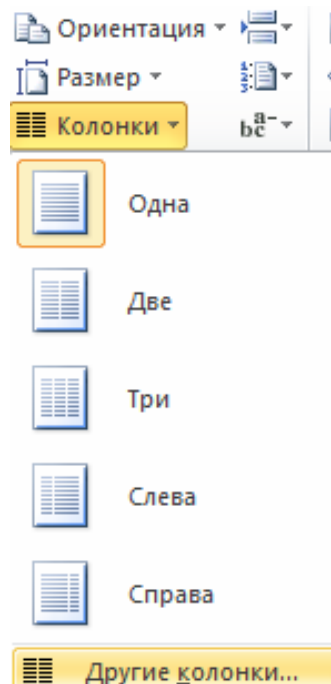 Ориентация
Размер
Колонки
Одна
Две
Три
Слева
Справа
Другие колонки...